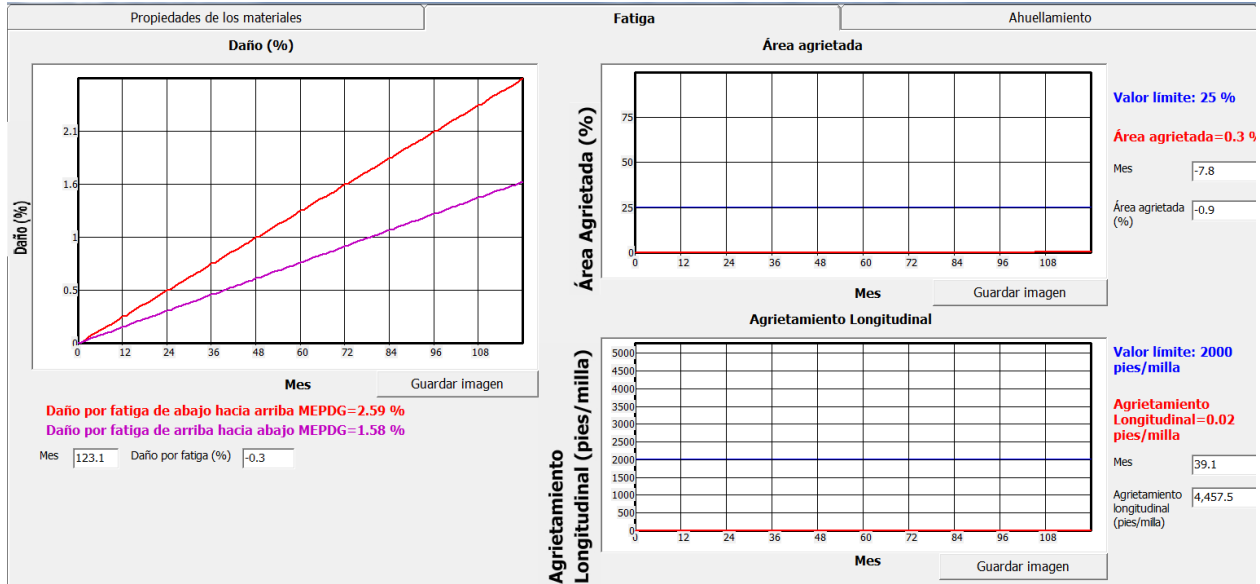 Propiedades de los materiales
Fatiga
Ahuellamiento
Daño (%)
Daño (%)
2.1
1.6
1
0.5
0
0 12 24 36 48 60 72 84 96 108
Mes
Guardar imagen
Daño por fatiga de abajo hacia arriba MEPDG=2.59 %
Daño por fatiga de arriba hacia abajo MEPDG=1.58 %
Mes 123.1 Daño por fatiga (%) -0.3
Área agrietada
Área Agrietada (%)
75
50
25
0
0 12 24 36 48 60 72 84 96 108
Mes
Guardar imagen
Valor límite: 25 %
Área agrietada=0.3 %
Mes -7.8
Área agrietada
(%) -0.9
Agrietamiento Longitudinal
Agrietamiento
Longitudinal (pies/milla)
5000
4500
4000
3500
3000
2500
2000
1500
1000
500
0
0 12 24 36 48 60 72 84 96 108
Mes
Guardar imagen
Valor límite: 2000
pies/milla
Agrietamiento
Longitudinal=0.02
pies/milla
Mes 39.1
Agrietamiento
longitudinal
(pies/milla) 4,457.5